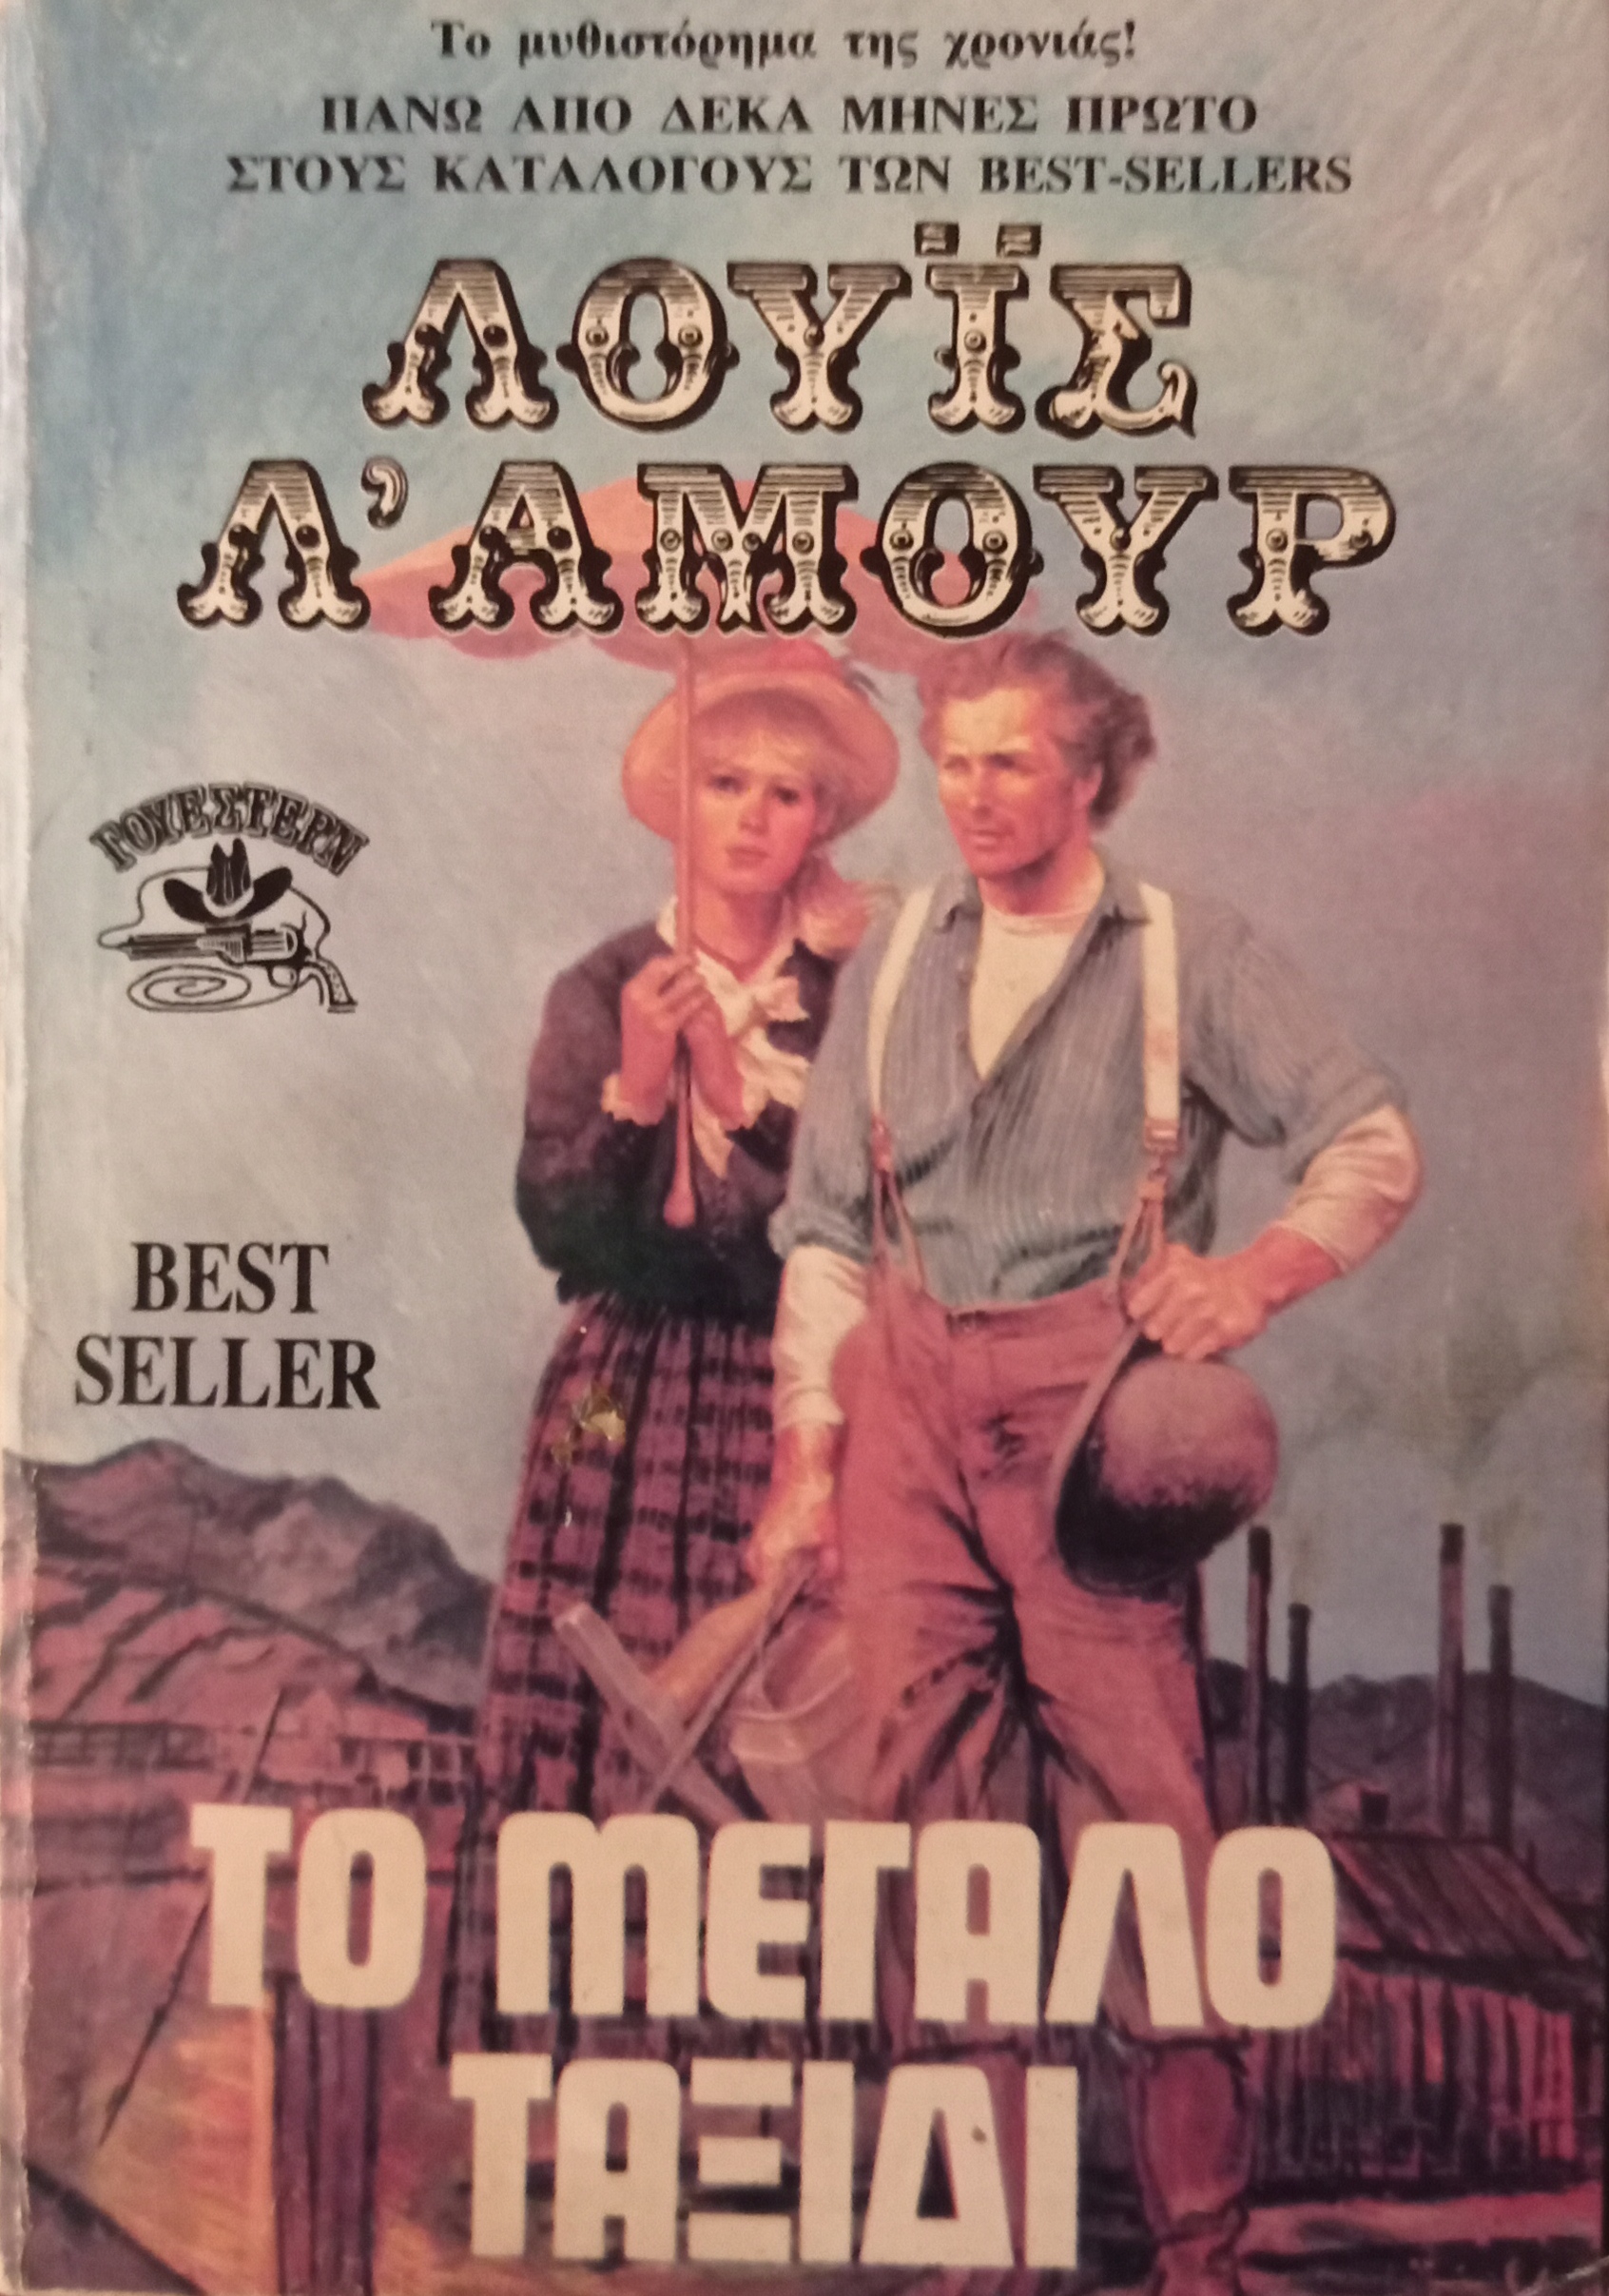 Το μυθιστόρημα της χρονιάς!
ΠΑΝΩ ΑΠΟ ΔΕΚΑ ΜΗΝΕΣ ΠΡΩΤΟ
ΣΤΟΥΣ ΚΑΤΑΛΟΓΟΥΣ ΤΩΝ BEST-SELLERS
ΛΟΥΪΣ
Λ'ΑΜΟΥΡ
ΓΟΥΕΣΤΕΡΝ
BEST
SELLER
ΤΟ ΜΕΓΑΛΟ
ΤΑΞΙΔΙ